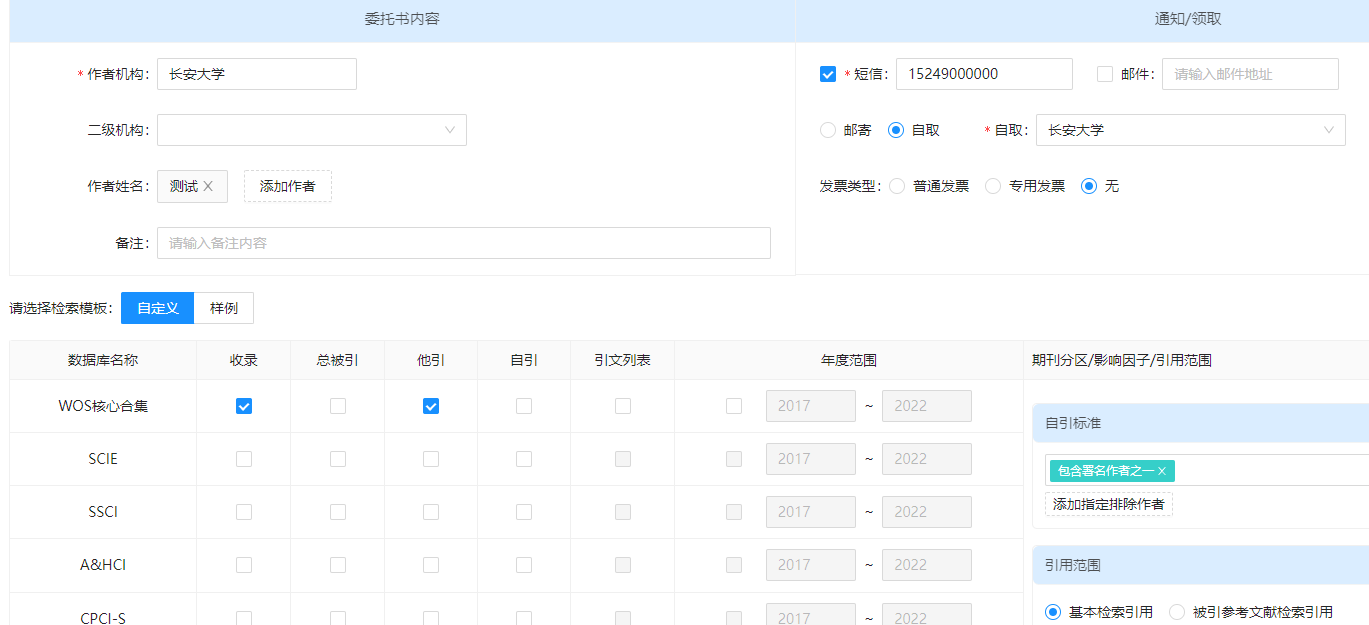 委托书内容
通知/领取
* 作者机构： 长安大学
* 短信： 15249000000 邮件： 请输入邮件地址
二级机构：
邮寄 自取 * 自取： 长安大学
作者姓名： 测试 X 添加作者
发票类型： 普通发票 专用发票 无
备注： 请输入备注内容
请选择检索模板： 自定义 样例
数据库名称 收录 总被引 他引 自引 引文列表 年度范围 期刊分区/影响因子/引用范围
WOS核心合集 2017 ~ 2022
自引标准
SCIE 2017 ~ 2022
包含署名作者之一 X
添加指定排除作者
SSCI 2017 ~ 2022
A&HCI 2017 ~ 2022
引用范围
CPCI-S 2017 ~ 2022
基本检索引用 被引参考文献检索引用